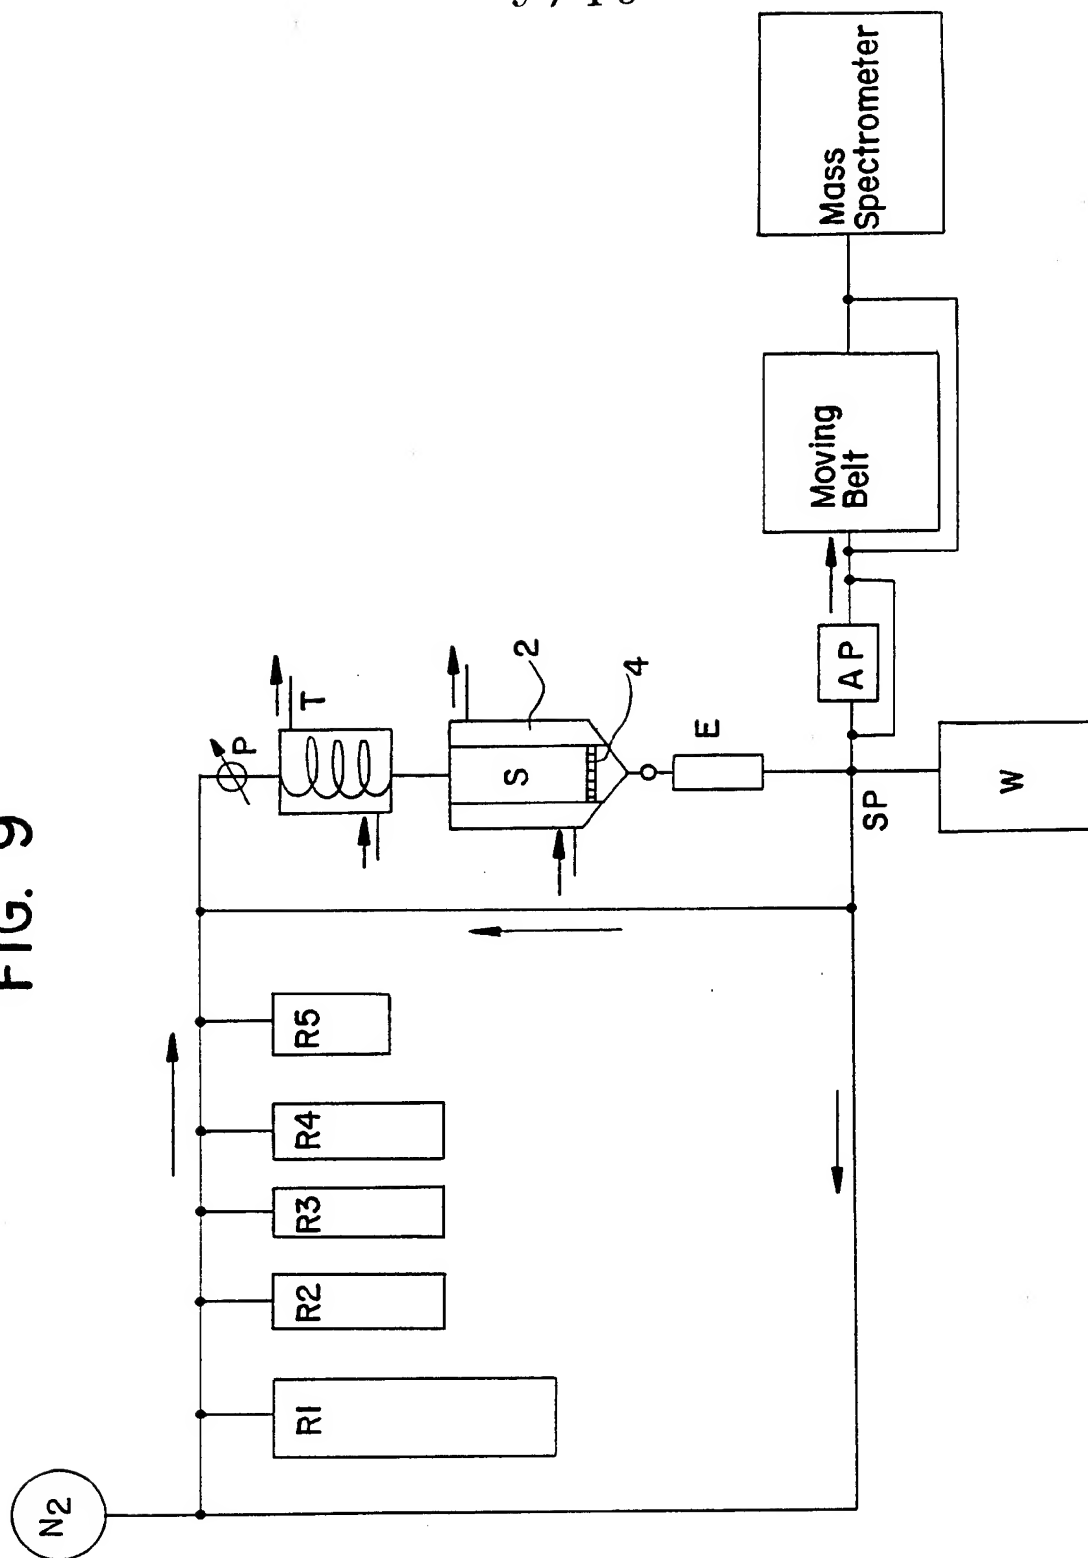 FIG. 9
N2
R1
R2
R3
R4
R5
P
T
S
2
4
E
SP
W
AP
Moving
Belt
Mass
Spectrometer